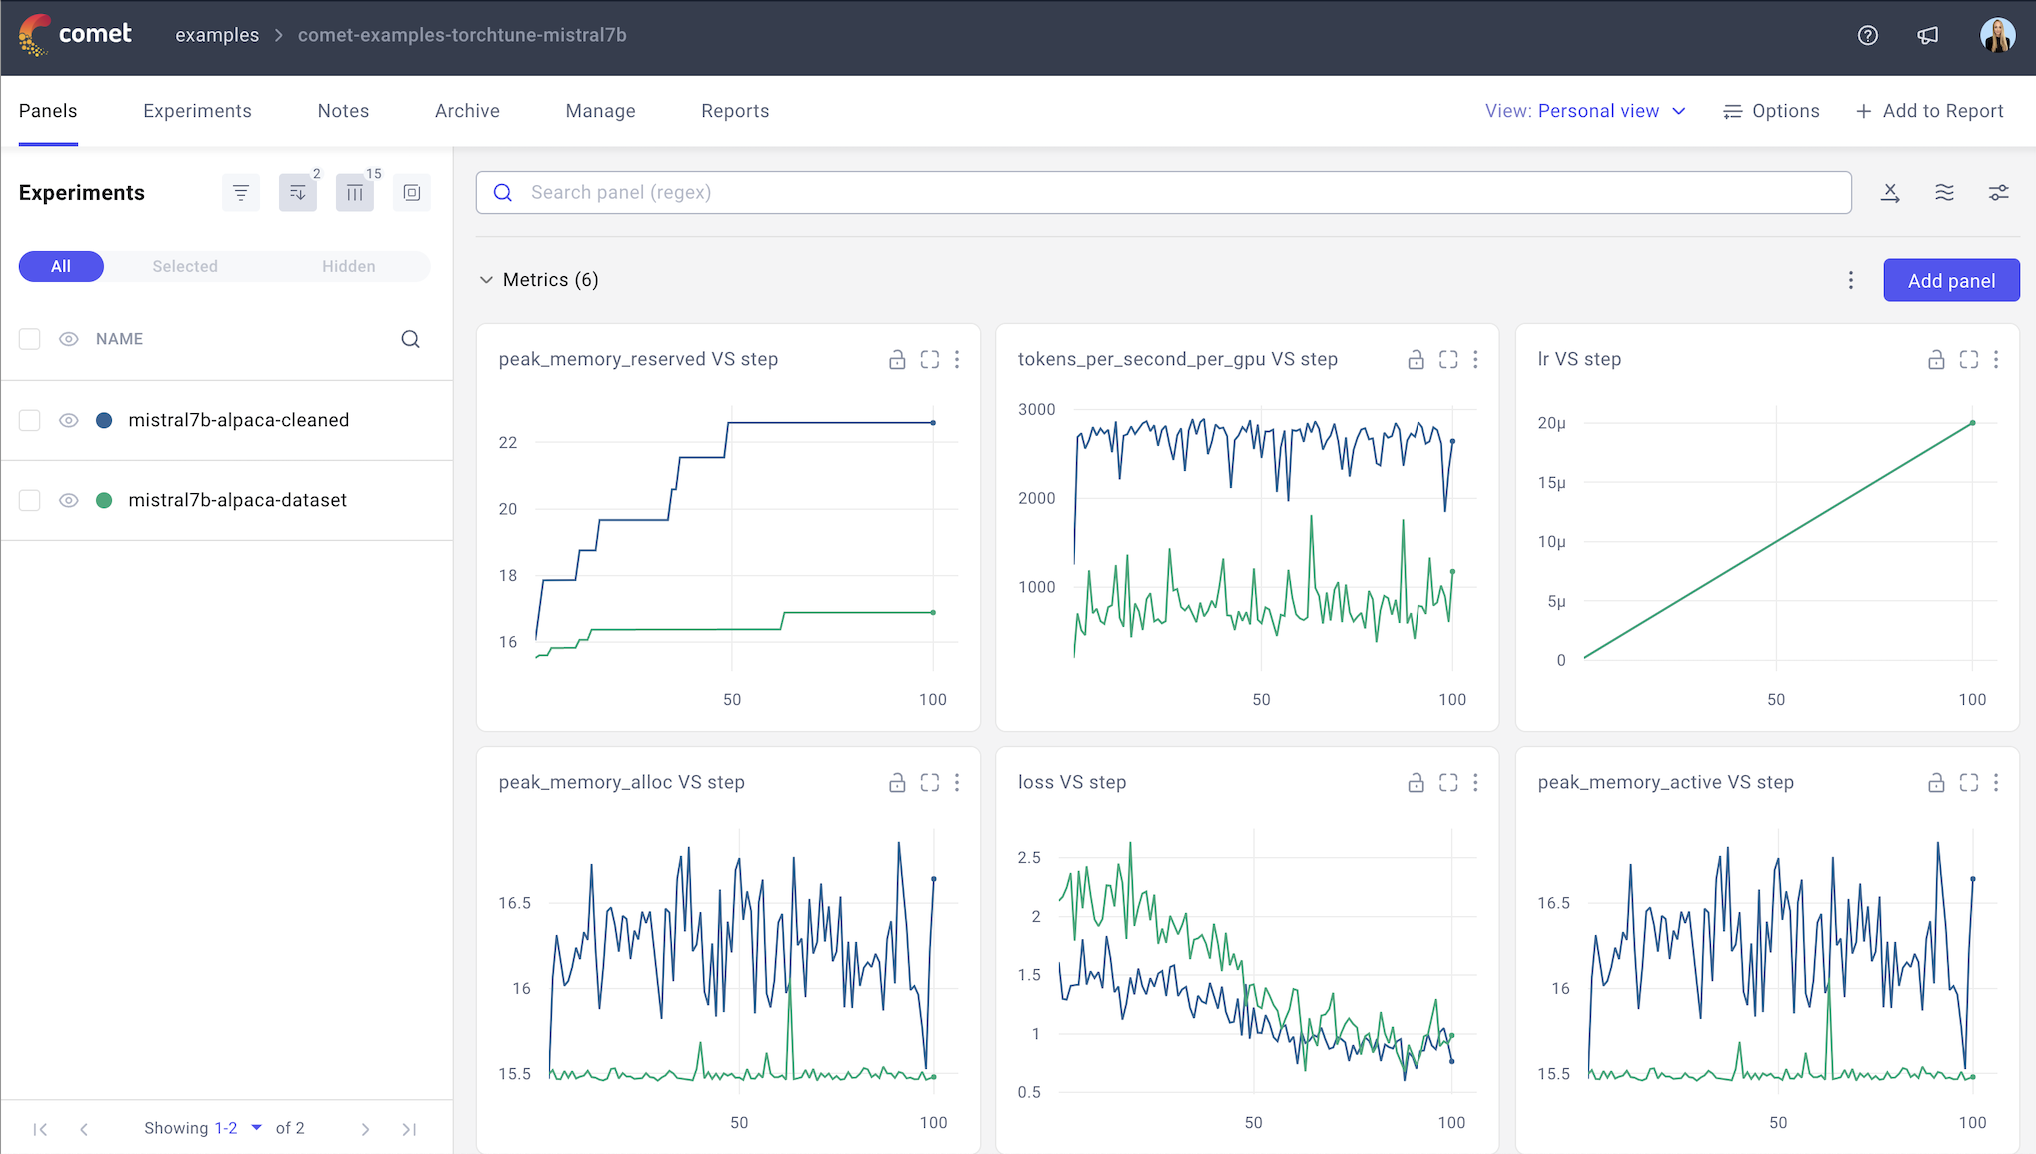 comet
examples > comet-examples-torchtune-mistral7b
Panels Experiments Notes Archive Manage Reports View: Personal view Options + Add to Report
Experiments 2 15
Search panel (regex)
All Selected Hidden
NAME
mistral7b-alpaca-cleaned
mistral7b-alpaca-dataset
Showing 1-2 of 2
Metrics (6) Add panel
peak_memory_reserved VS step
22
20
18
16
50 100
tokens_per_second_per_gpu VS step
3000
2000
1000
50 100
lr VS step
20μ
15μ
10μ
5μ
0
50 100
peak_memory_alloc VS step
16.5
16
15.5
50 100
loss VS step
2.5
2
1.5
1
0.5
50 100
peak_memory_active VS step
16.5
16
15.5
50 100